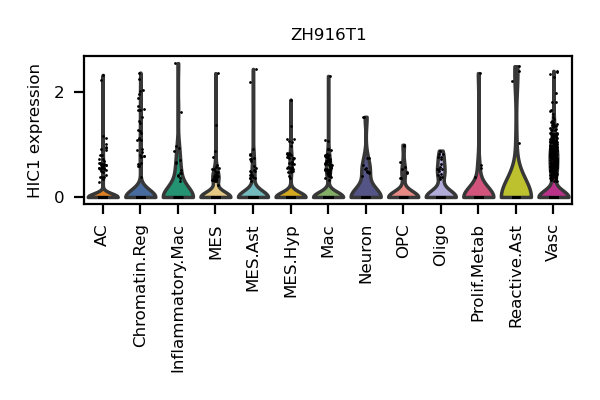 ZH916T1
HIC1 expression
2
0
AC
Chromatin.Reg
Inflammatory.Mac
MES
MES.Ast
MES.Hyp
Mac
Neuron
OPC
Oligo
Prolif.Metab
Reactive.Ast
Vasc